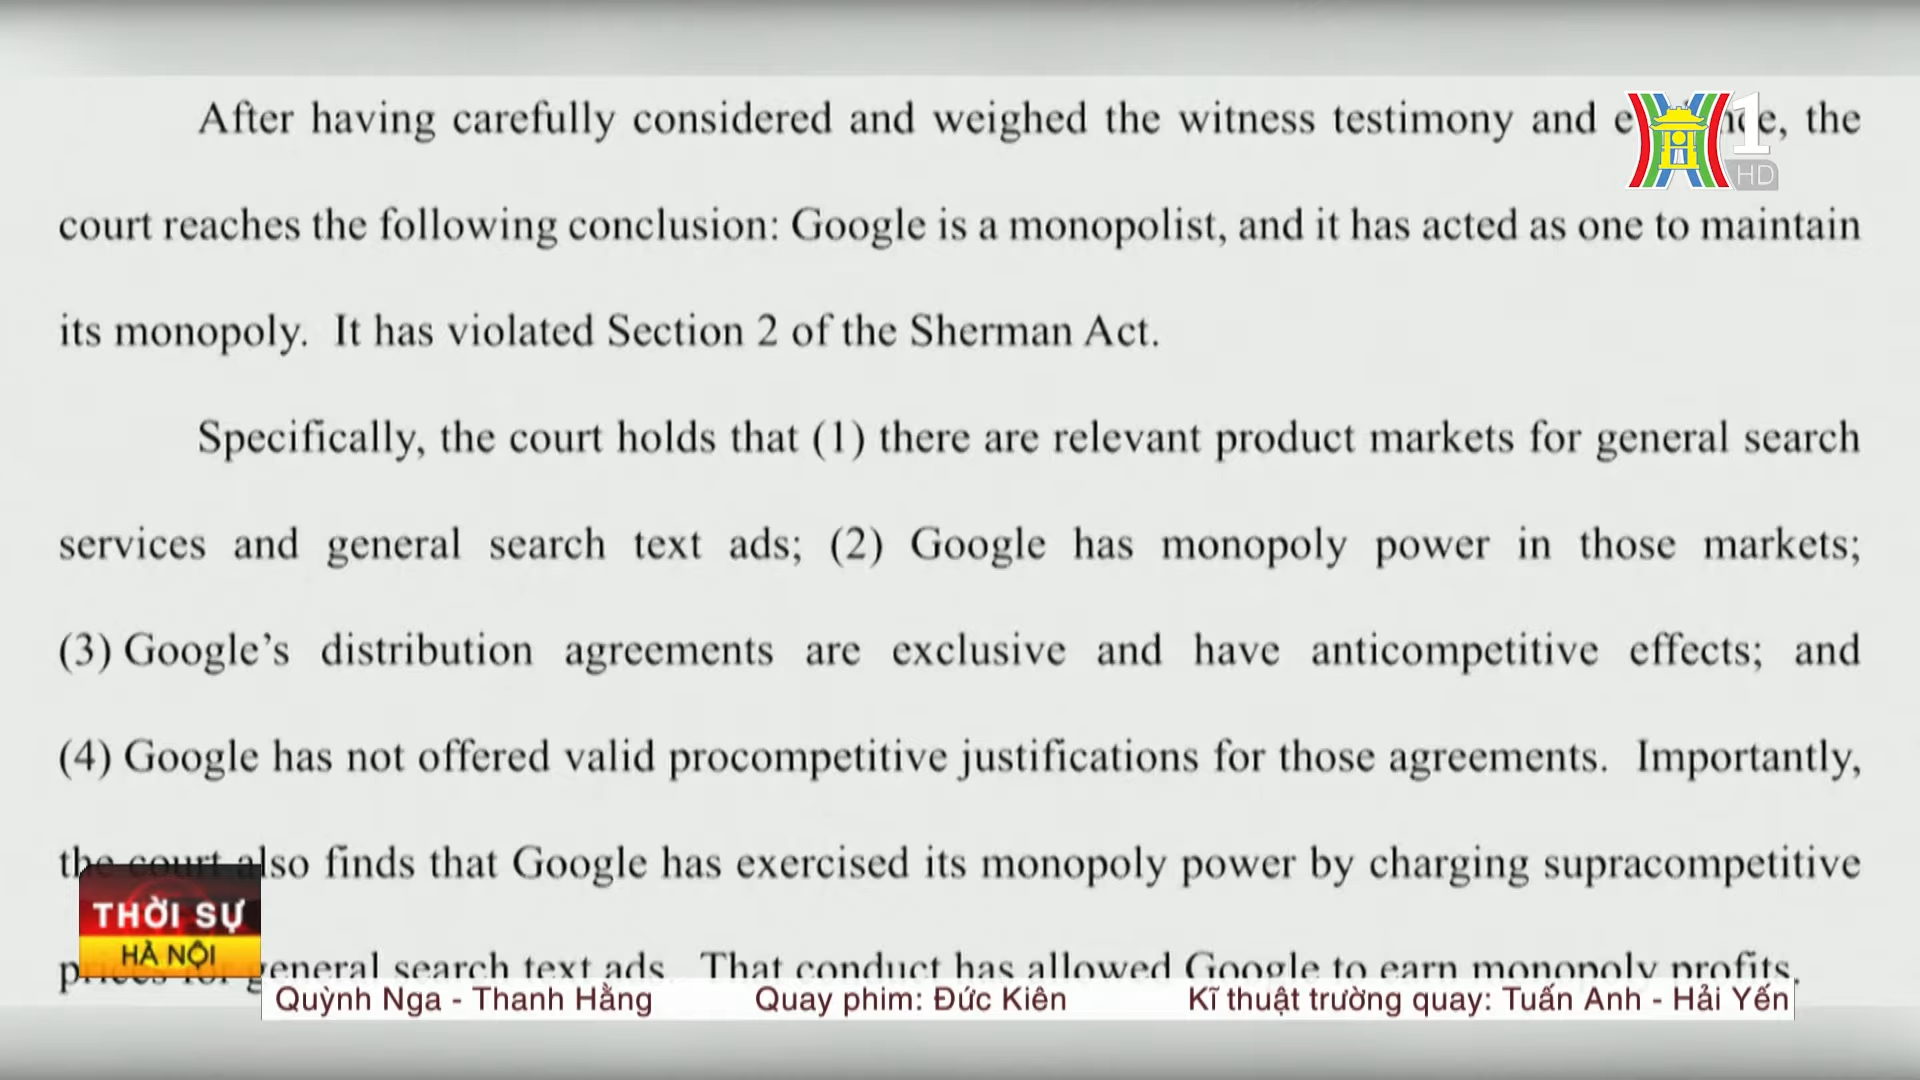 After having carefully considered and weighed the witness testimony and the
court reaches the following conclusion: Google is a monopolist, and it has acted as one to maintain
its monopoly. It has violated Section 2 of the Sherman Act.
Specifically, the court holds that (1) there are relevant product markets for general search
services and general search text ads; (2) Google has monopoly power in those markets;
(3) Google's distribution agreements are exclusive and have anticompetitive effects; and
(4) Google has not offered valid procompetitive justifications for those agreements. Importantly,
the court also finds that Google has exercised its monopoly power by charging supracompetitive
general search text ads. That conduct has allowed Google to earn monopoly profits.
1
HD
THỜI SỰ
HÀ NỘI
Quỳnh Nga - Thanh Hằng Quay phim: Đức Kiên Kĩ thuật trường quay: Tuấn Anh - Hải Yến